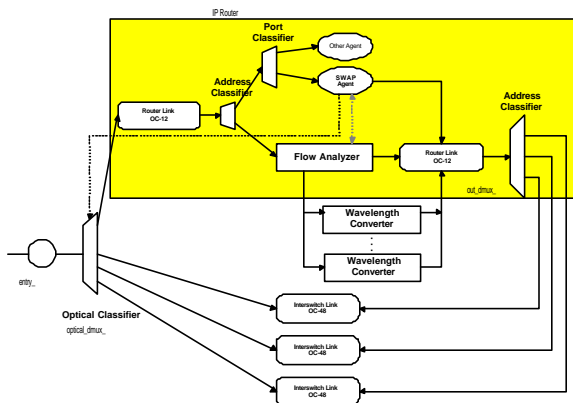 IP Router
Port
Classifier
Other Agent
Address
Classifier
SWAP
Agent
Address
Classifier
Router Link
OC-12
Flow Analyzer
Router Link
OC-12
out_dmux_
Wavelength
Converter
Wavelength
Converter
entry_
Optical Classifier
optical_dmux_
Interswitch Link
OC-48
Interswitch Link
OC-48
Interswitch Link
OC-48